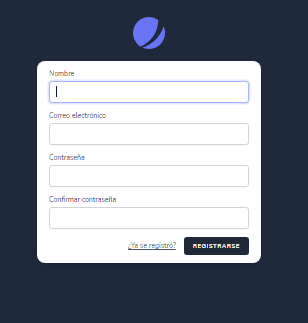 Nombre
Correo electrónico
Contraseña
Confirmar contraseña
¿Ya se registró? REGISTRARSE